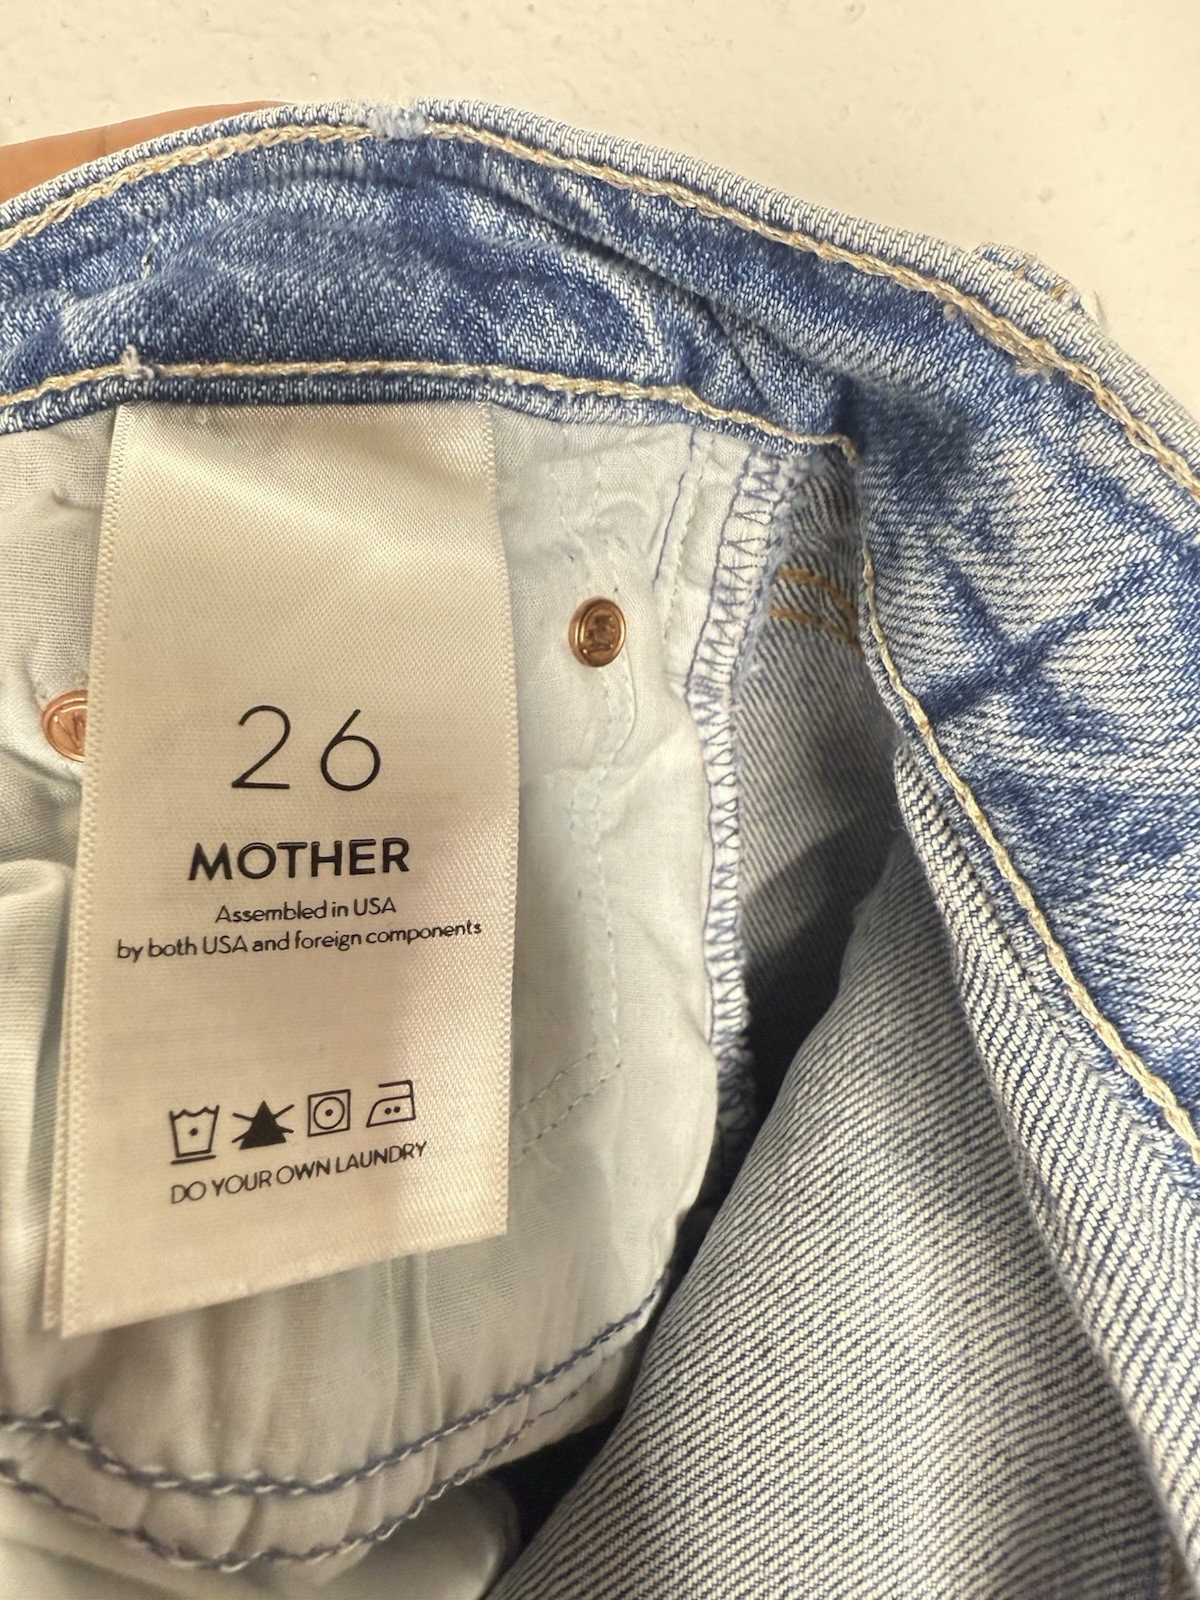 26
MOTHER
Assembled in USA
by both USA and foreign components
DO YOUR OWN LAUNDRY